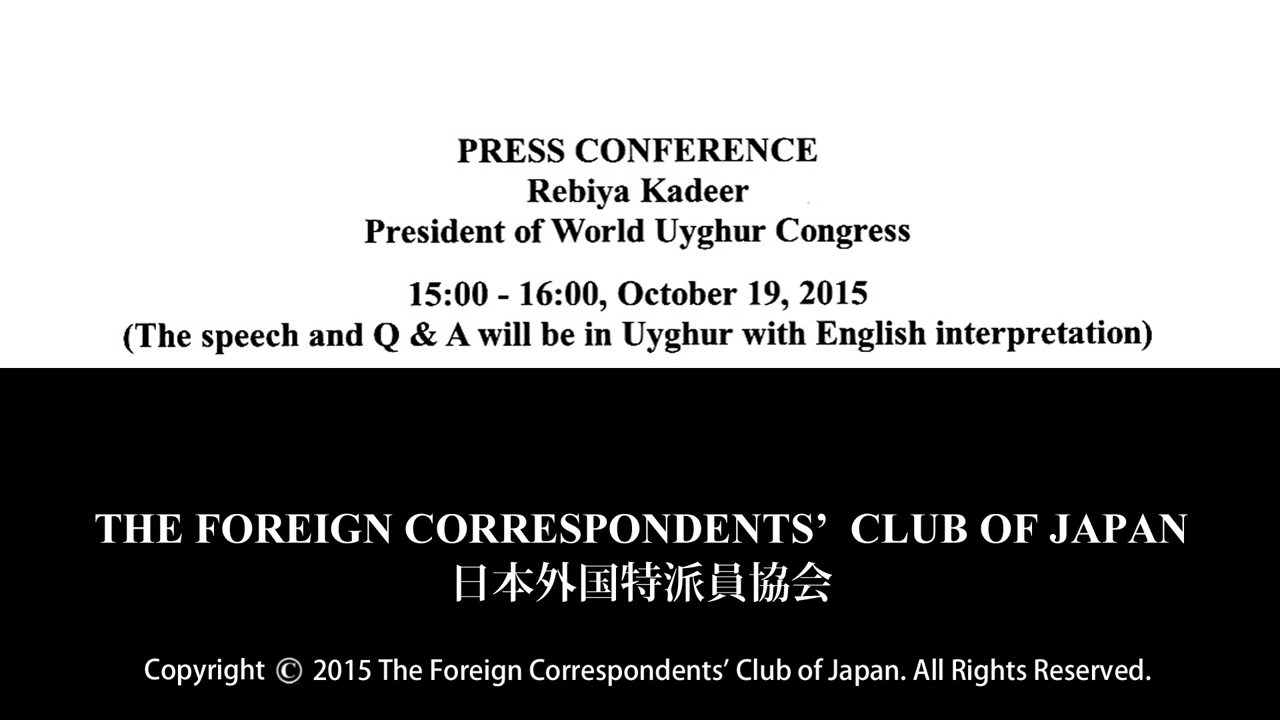 PRESS CONFERENCE
Rebiya Kadeer
President of World Uyghur Congress
15:00 - 16:00, October 19, 2015
(The speech and Q & A will be in Uyghur with English interpretation)
THE FOREIGN CORRESPONDENTS’ CLUB OF JAPAN
日本外国特派員協会
Copyright © 2015 The Foreign Correspondents’ Club of Japan. All Rights Reserved.